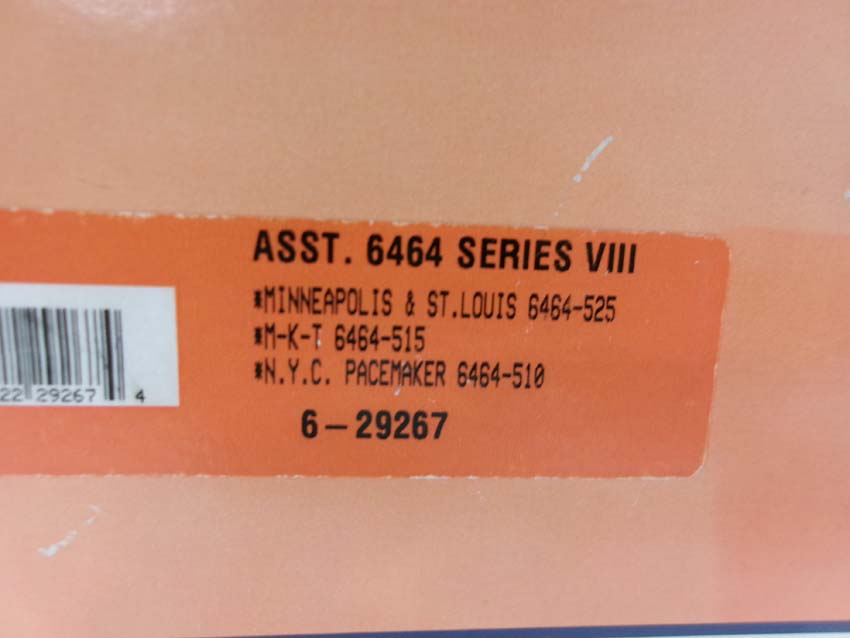 ASST. 6464 SERIES VIII
*MINNEAPOLIS & ST.LOUIS 6464-525
*M-K-T 6464-515
*N.Y.C. PACEMAKER 6464-510
6-29267
22 29267 4